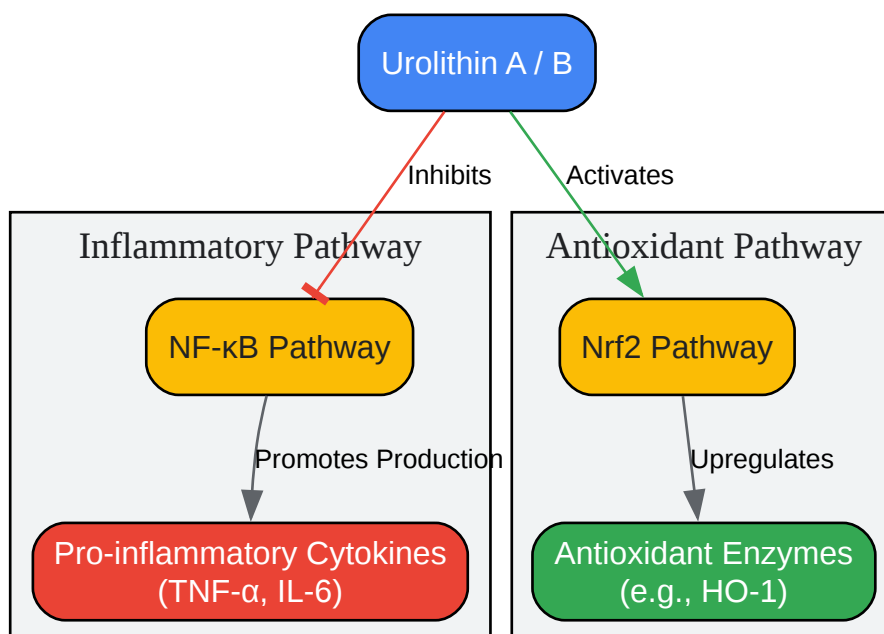 Urolithin A / B
Inhibits
Activates
Inflammatory Pathway
Antioxidant Pathway
NF-κB Pathway
Nrf2 Pathway
Promotes Production
Upregulates
Pro-inflammatory Cytokines
(TNF-α, IL-6)
Antioxidant Enzymes
(e.g., HO-1)